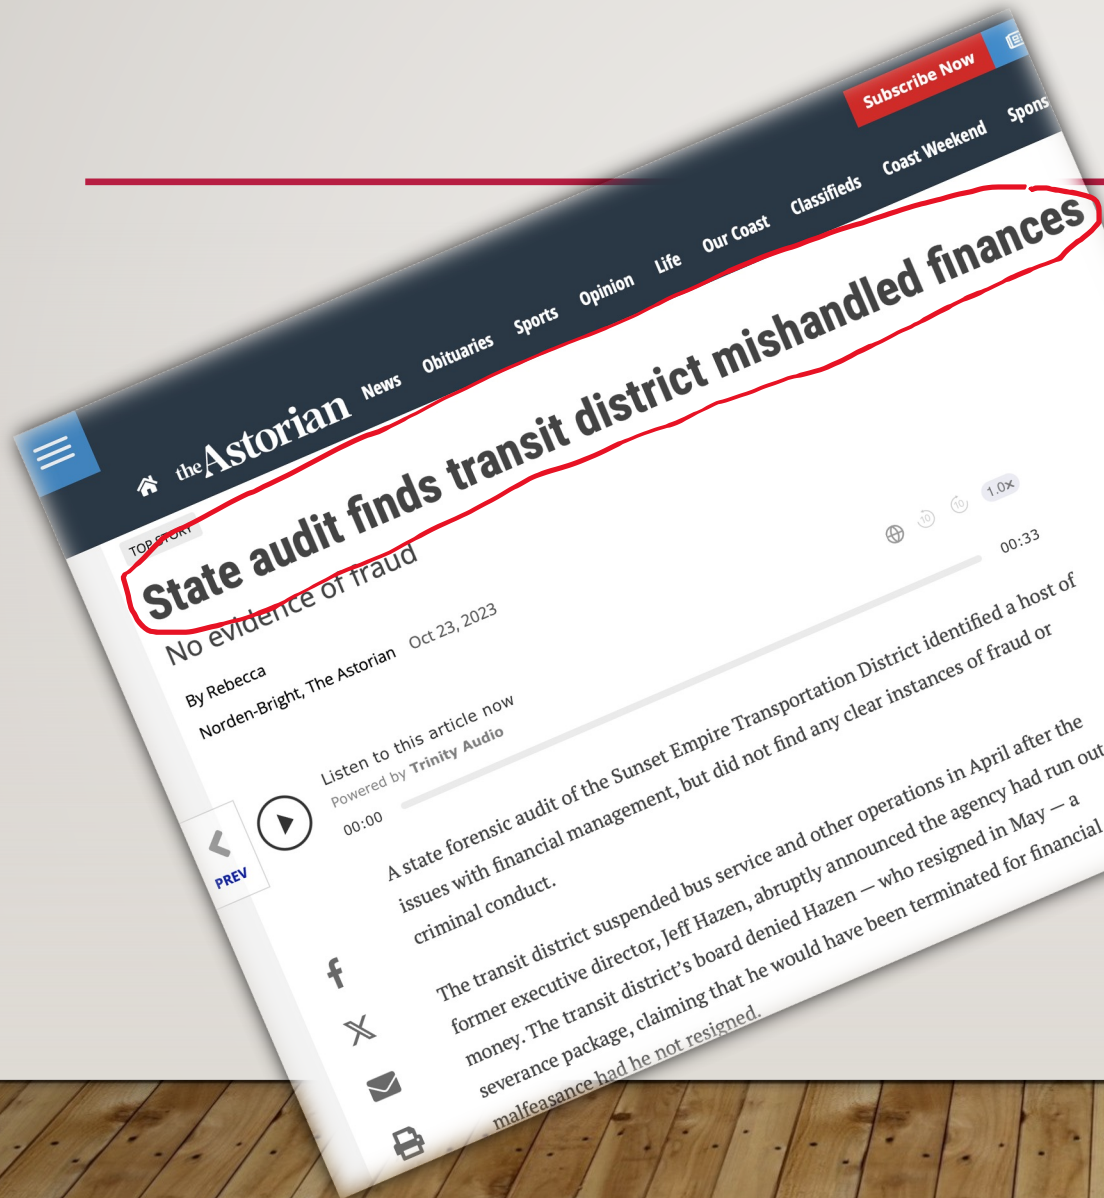 Subscribe Now
the Astorian News Obituaries Sports Opinion Life Our Coast Classifieds Coast Weekend Spons
TOP STORY
State audit finds transit district mishandled finances
No evidence of fraud
By Rebecca
Norden-Bright, The Astorian Oct 23, 2023
Listen to this article now
Powered by Trinity Audio
10 10 1.0x
00:00 00:33
PREV
A state forensic audit of the Sunset Empire Transportation District identified a host of
issues with financial management, but did not find any clear instances of fraud or
criminal conduct.
The transit district suspended bus service and other operations in April after the
former executive director, Jeff Hazen, abruptly announced the agency had run out
money. The transit district's board denied Hazen — who resigned in May — a
severance package, claiming that he would have been terminated for financial
malfeasance had he not resigned.